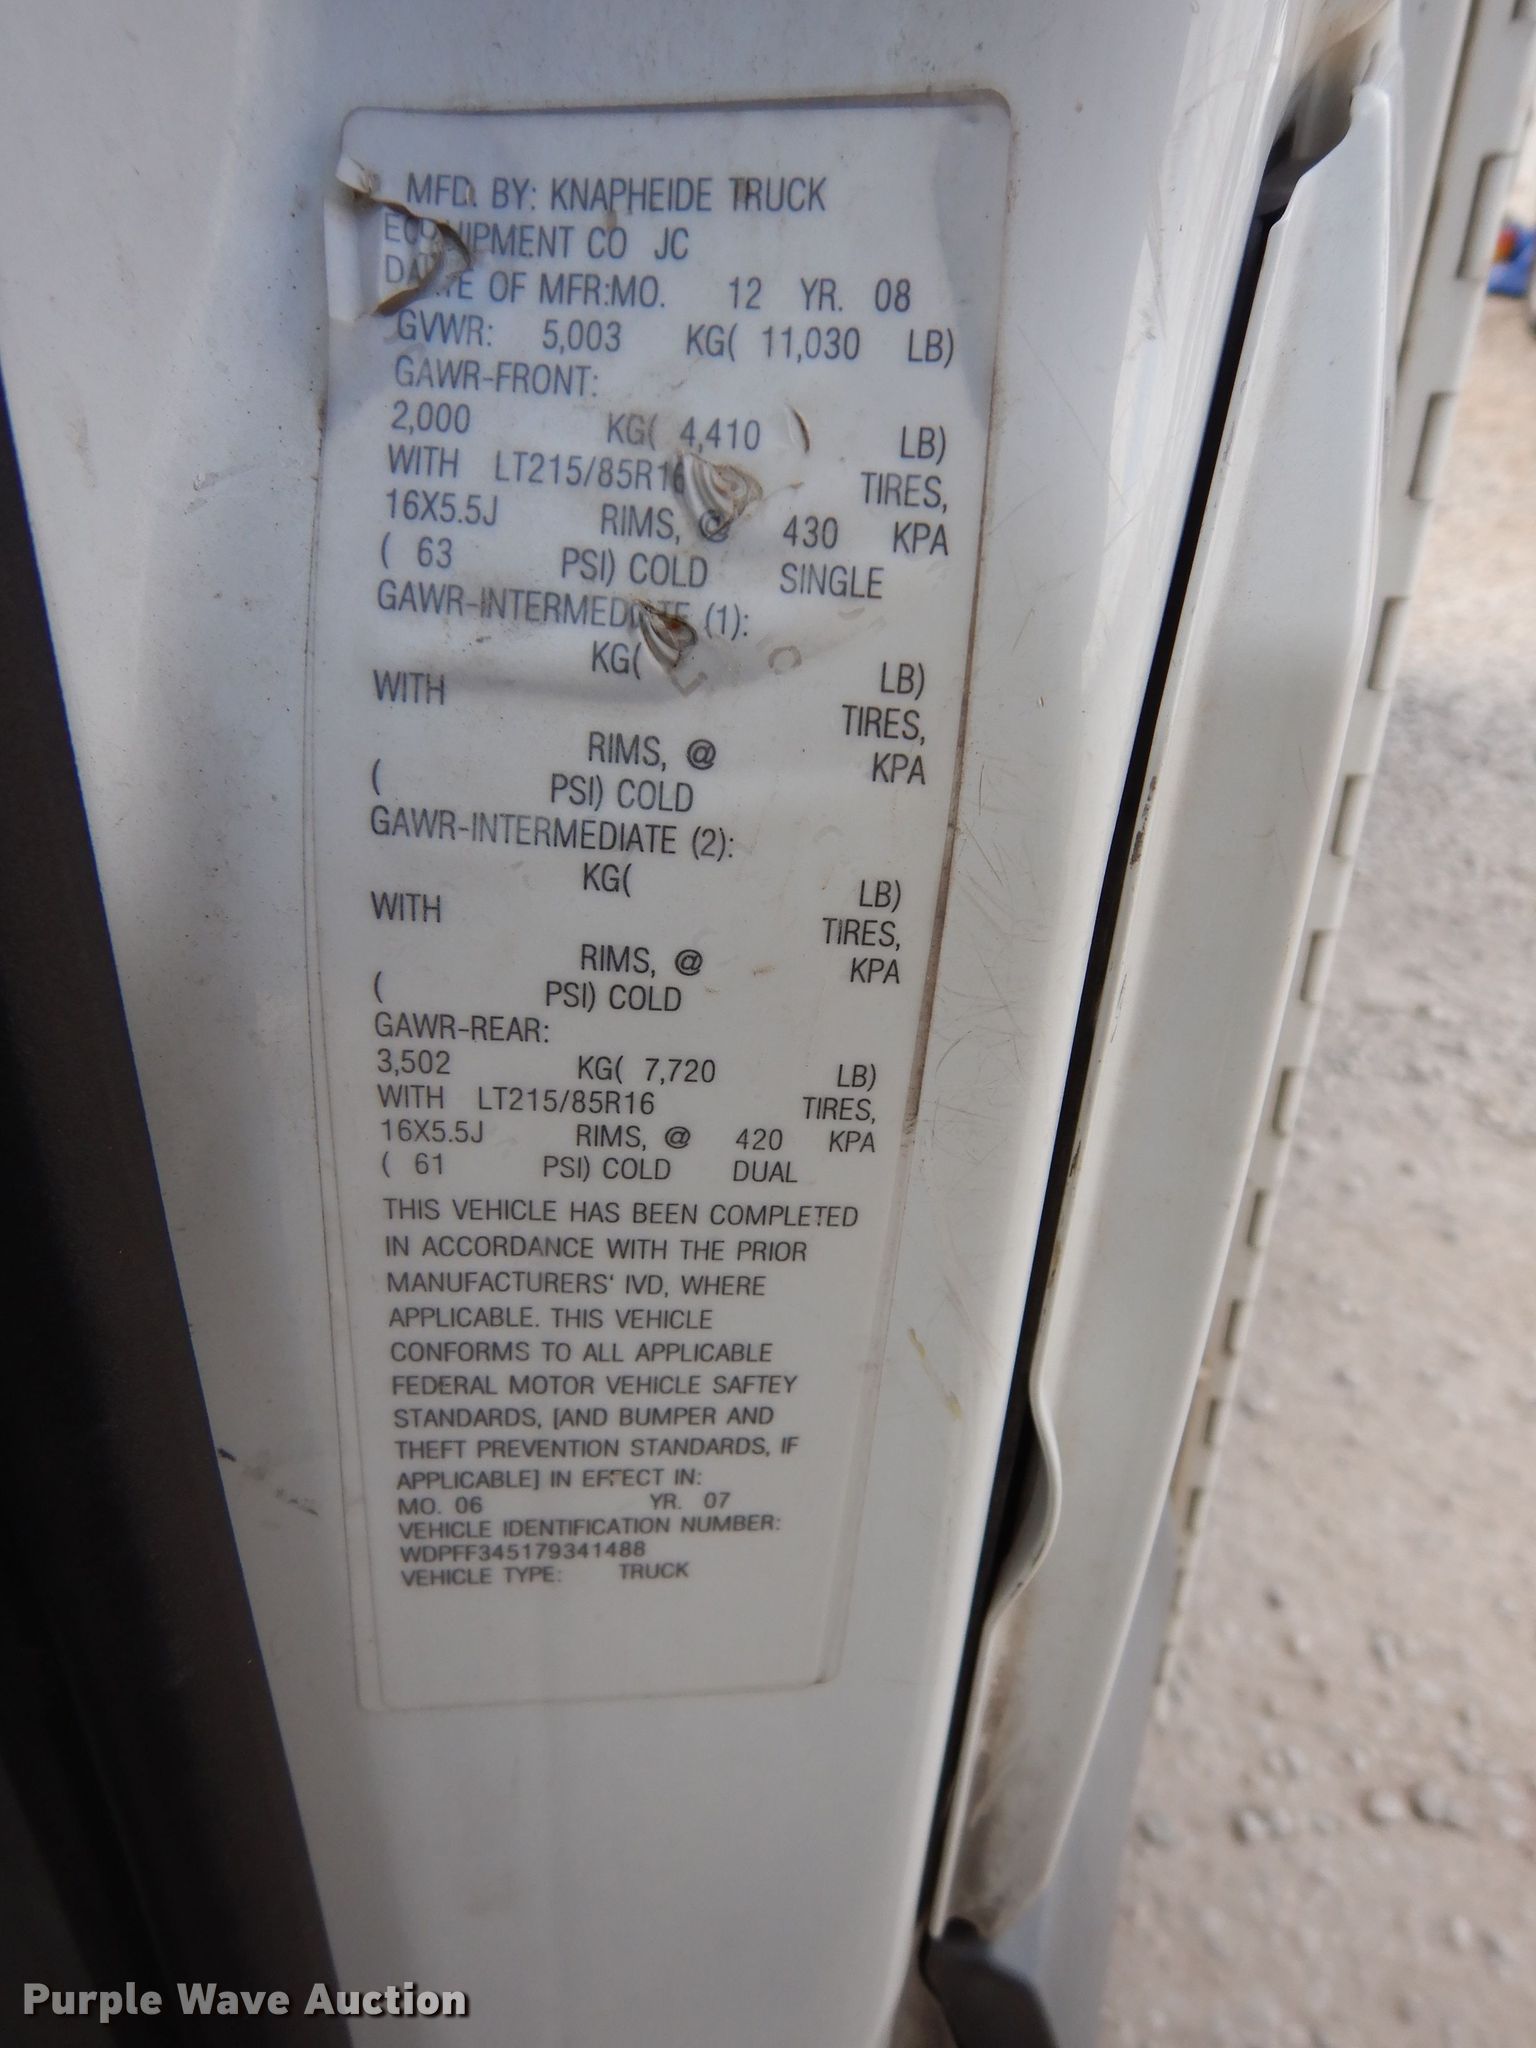 MFD. BY: KNAPHEIDE TRUCK
EQUIPMENT CO JC
DATE OF MFR:MO. 12 YR. 08
GVWR: 5,003 KG( 11,030 LB)
GAWR-FRONT:
2,000 KG( 4,410 LB)
WITH LT215/85R16 TIRES,
16X5.5J RIMS, @ 430 KPA
( 63 PSI) COLD SINGLE
GAWR-INTERMEDIATE (1):
KG( LB)
WITH TIRES,
RIMS, @ KPA
( PSI) COLD
GAWR-INTERMEDIATE (2):
KG( LB)
WITH TIRES,
RIMS, @ KPA
( PSI) COLD
GAWR-REAR:
3,502 KG( 7,720 LB)
WITH LT215/85R16 TIRES,
16X5.5J RIMS, @ 420 KPA
( 61 PSI) COLD DUAL
THIS VEHICLE HAS BEEN COMPLETED
IN ACCORDANCE WITH THE PRIOR
MANUFACTURERS' IVD, WHERE
APPLICABLE. THIS VEHICLE
CONFORMS TO ALL APPLICABLE
FEDERAL MOTOR VEHICLE SAFTEY
STANDARDS, [AND BUMPER AND
THEFT PREVENTION STANDARDS, IF
APPLICABLE] IN EFFECT IN:
MO. 06 YR. 07
VEHICLE IDENTIFICATION NUMBER:
WDPFF345179341488
VEHICLE TYPE: TRUCK
Purple Wave Auction